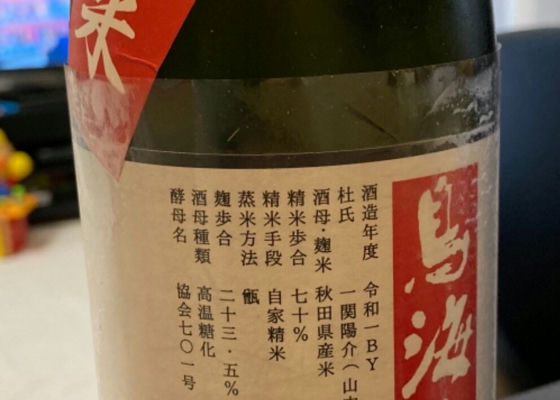 鳥海
酒造年度　令和一BY
杜氏　一関陽介（山
酒母・麹米　秋田県産米
精米歩合　七十％
精米手段　自家精米
蒸米方法　甑
麹歩合　二十三・五％
酒母種類　高温糖化
酵母名　協会七〇一号